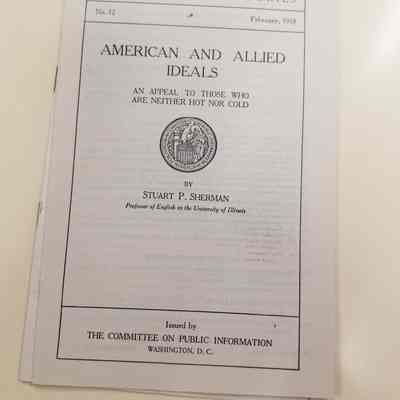 No. 12 February, 1918
AMERICAN AND ALLIED
IDEALS
AN APPEAL TO THOSE WHO
ARE NEITHER HOT NOR COLD
BY
STUART P. SHERMAN
Professor of English in the University of Illinois
Issued by
THE COMMITTEE ON PUBLIC INFORMATION
WASHINGTON, D. C.